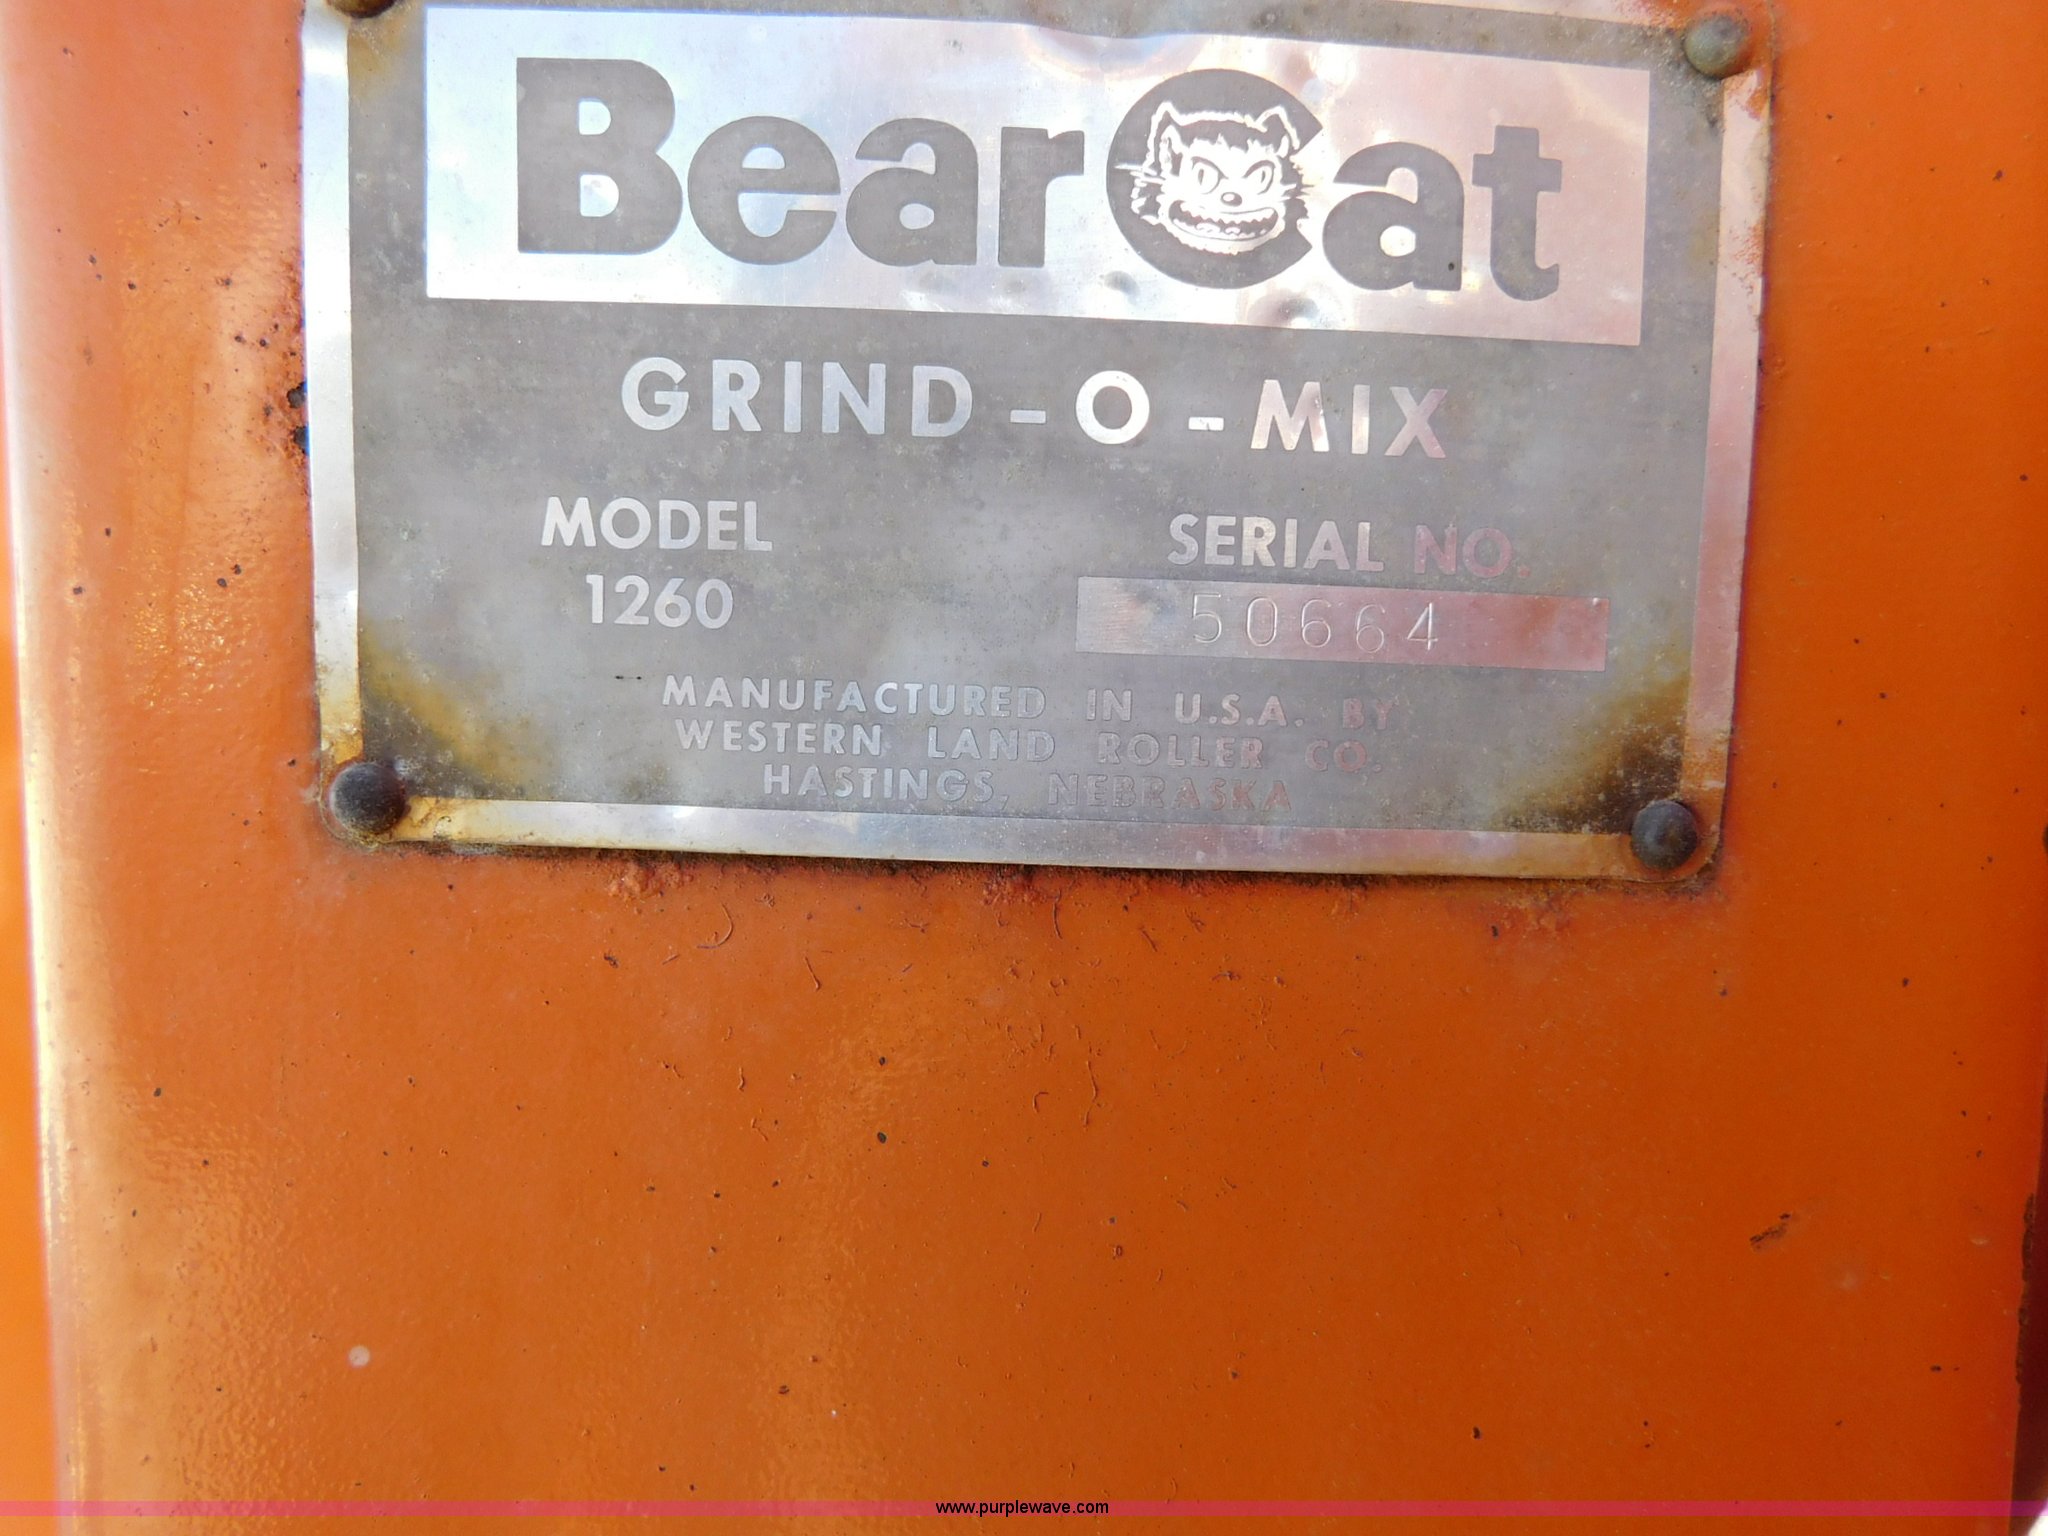 BearCat
GRIND-O-MIX
MODEL
1260
SERIAL NO.
50664
MANUFACTURED IN U.S.A. BY
WESTERN LAND ROLLER CO.
HASTINGS, NEBRASKA
www.purplewave.com